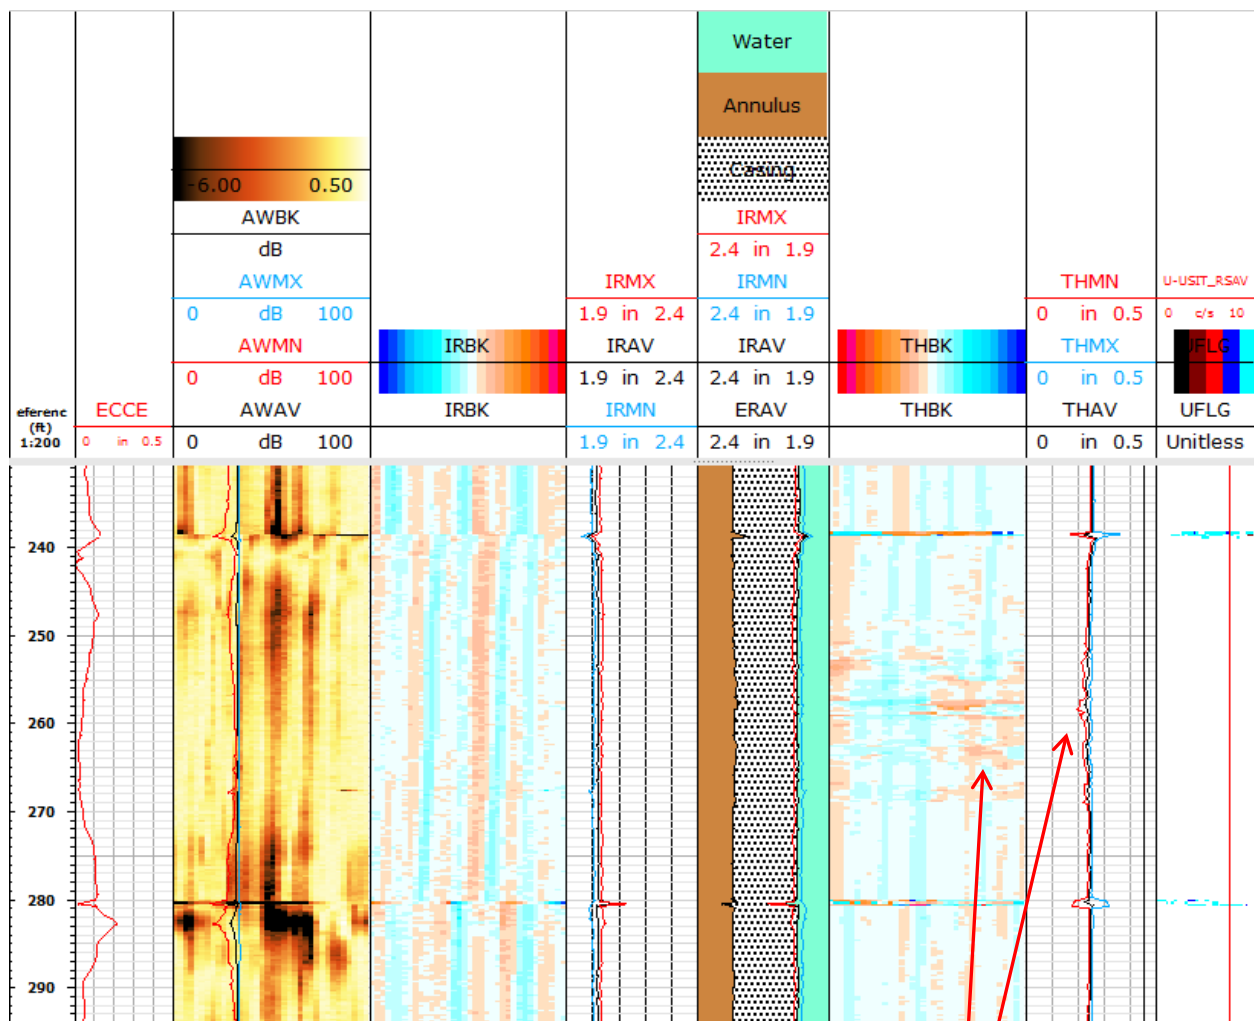 Water
Annulus
Casing
-6.00 0.50
AWBK
dB
AWMX
0 dB 100
AWMN
0 dB 100
AWAV
0 dB 100
eferenc
(ft)
1:200
ECCE
0 in 0.5
IRBK
IRBK
IRMX
1.9 in 2.4
IRAV
1.9 in 2.4
IRMN
1.9 in 2.4
IRMX
2.4 in 1.9
IRMN
2.4 in 1.9
IRAV
2.4 in 1.9
ERAV
2.4 in 1.9
THBK
THBK
THMN
0 in 0.5
THMX
0 in 0.5
THAV
0 in 0.5
U-USIT_RSAV
0 c/s 10
UFLG
UFLG
Unitless
240
250
260
270
280
290